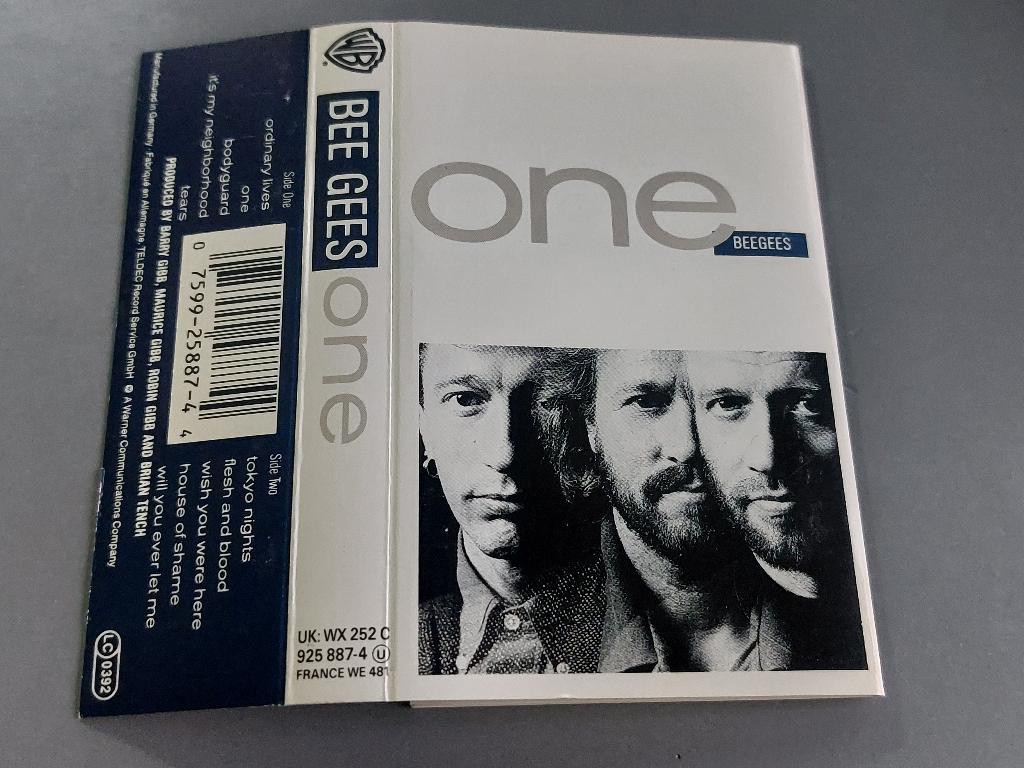 one
BEEGEES
WB
®
BEE GEES
one
UK: WX 252 C
925 887-4 Ⓤ
FRANCE WE 481
Side One
ordinary lives
one
bodyguard
it's my neighborhood
tears
0 7599-25887-4 4
Side Two
tokyo nights
flesh and blood
wish you were here
house of shame
will you ever let me
PRODUCED BY BARRY GIBB, MAURICE GIBB, ROBIN GIBB AND BRIAN TENCH
Manufactured in Germany · Fabriqué en Allemagne, TELDEC Record Service GmbH · A Warner Communications Company
LC 0392